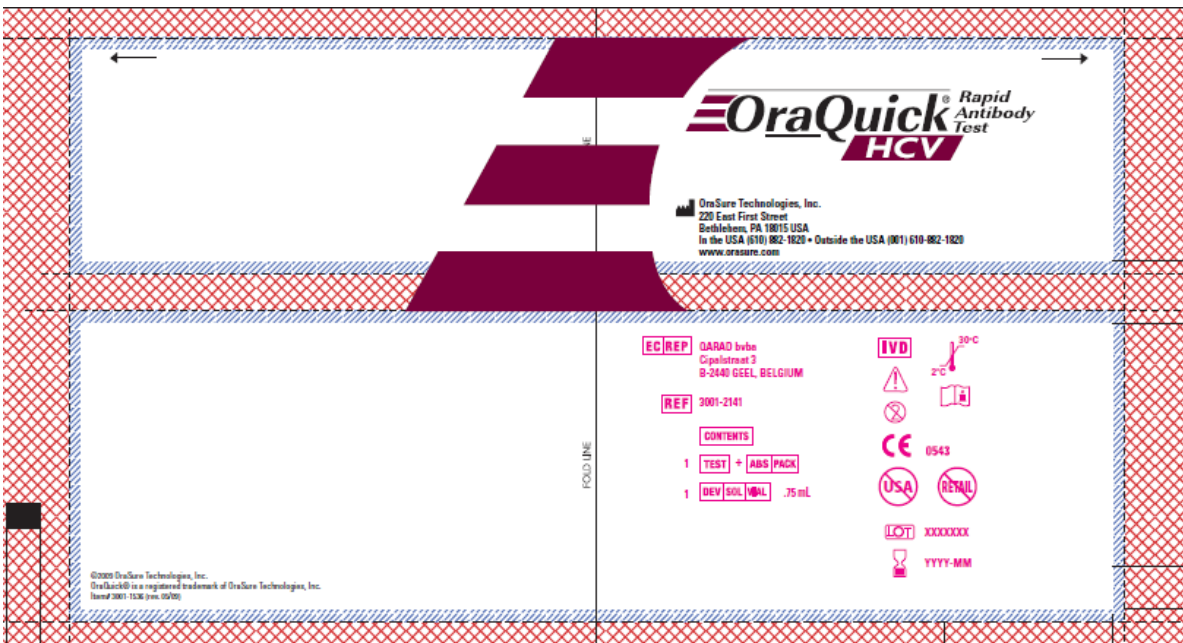 OraQuick® Rapid
Antibody
Test
HCV
OraSure Technologies, Inc.
220 East First Street
Bethlehem, PA 18015 USA
In the USA (610) 882-1820 • Outside the USA (001) 610-882-1820
www.orasure.com
EC REP QARAD bvba
Cipalstraat 3
B-2440 GEEL, BELGIUM
REF 3001-2141
CONTENTS
1 TEST + ABS PACK
1 DEV SOL VIAL .75 mL
IVD
30°C
2°C
CE 0543
USA
RETAIL
LOT XXXXXXX
YYYY-MM
FOLD LINE
©2009 OraSure Technologies, Inc.
OraQuick® is a registered trademark of OraSure Technologies, Inc.
Item# 3001-1536 (rev. 05/09)